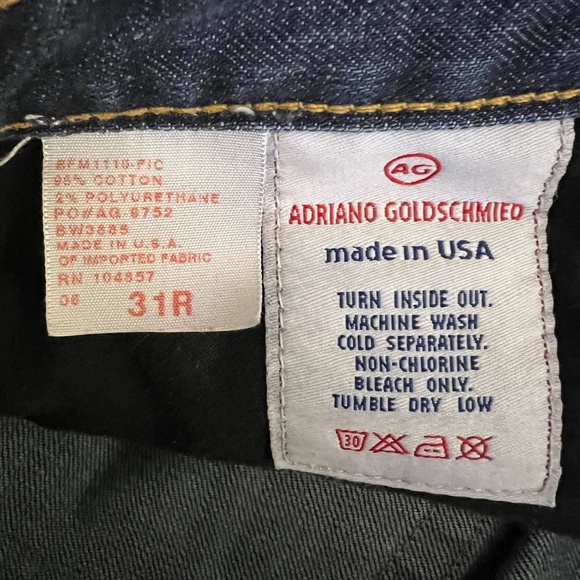 #FM1116-FIC
98% COTTON
2% POLYURETHANE
PO#AG 6752
BW3885
MADE IN U.S.A.
OF IMPORTED FABRIC
RN 104857
06 31R
AG
ADRIANO GOLDSCHMIED
made in USA
TURN INSIDE OUT.
MACHINE WASH
COLD SEPARATELY.
NON-CHLORINE
BLEACH ONLY.
TUMBLE DRY LOW
30